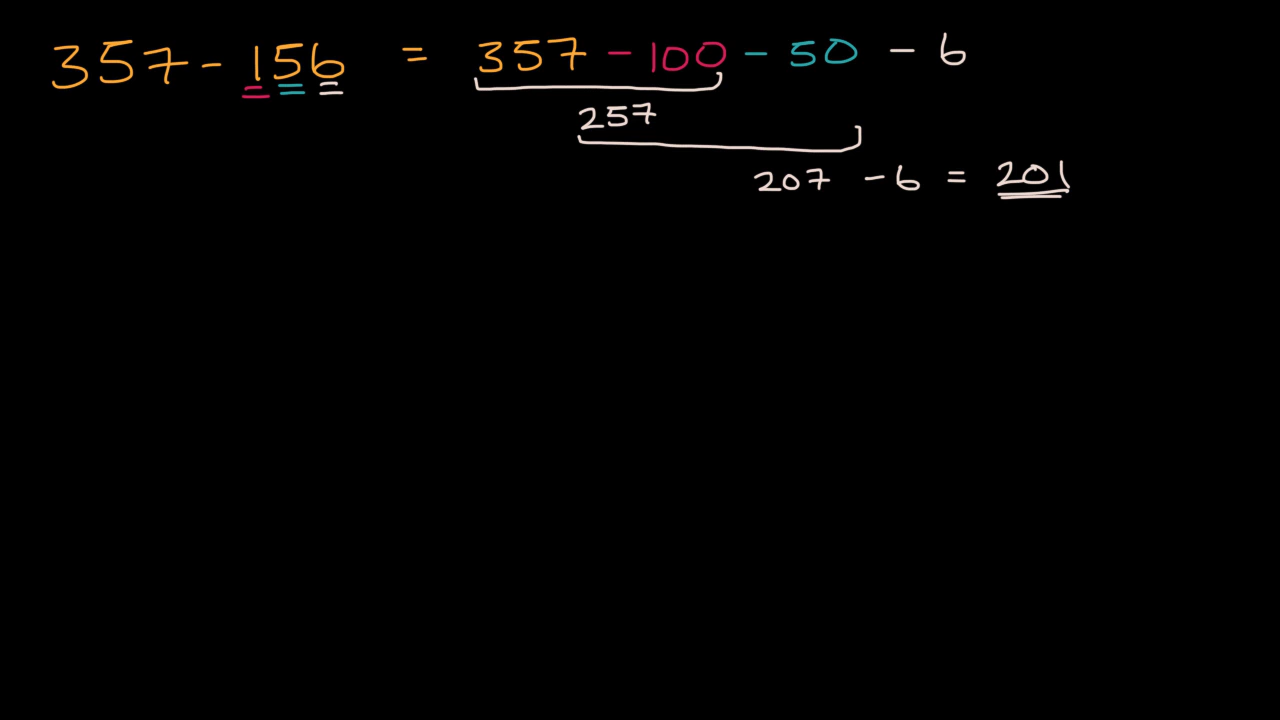 357 - 156 = 357 - 100 - 50 - 6
257
207 - 6 = 201